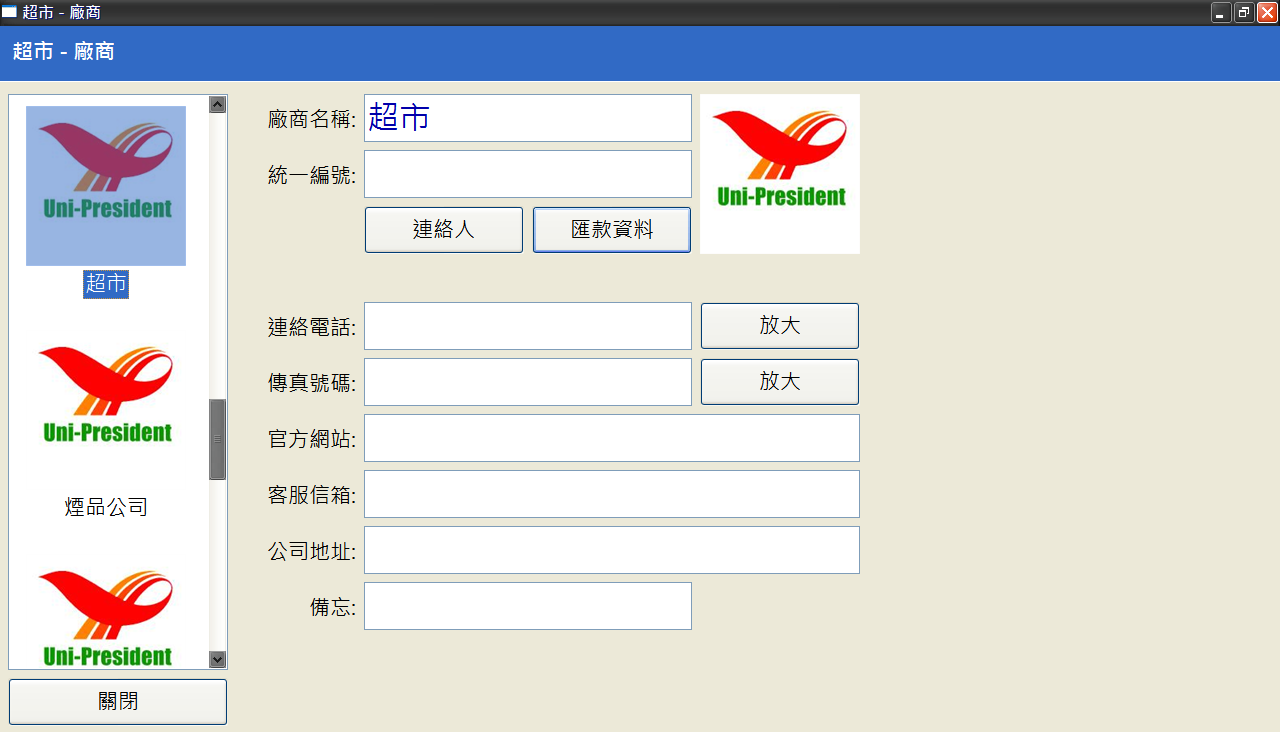 超市 - 廠商
超市 - 廠商
Uni-President
超市
Uni-President
煙品公司
Uni-President
關閉
廠商名稱: 超市
統一編號:
連絡人 匯款資料
Uni-President
連絡電話: 放大
傳真號碼: 放大
官方網站:
客服信箱:
公司地址:
備忘: